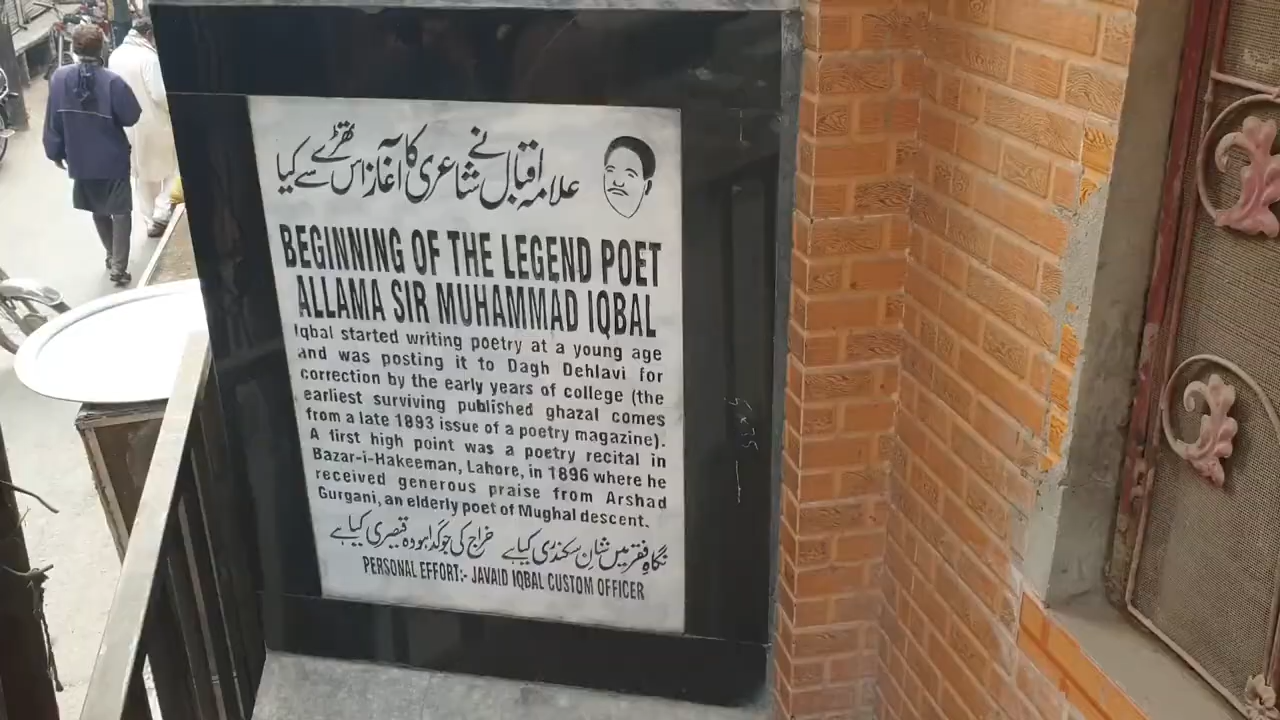 علامہ اقبال نے شاعری کا آغاز اس تھڑے سے کیا
BEGINNING OF THE LEGEND POET
ALLAMA SIR MUHAMMAD IQBAL
Iqbal started writing poetry at a young age
and was posting it to Dagh Dehlavi for
correction by the early years of college (the
earliest surviving published ghazal comes
from a late 1893 issue of a poetry magazine).
A first high point was a poetry recital in
Bazar-i-Hakeeman, Lahore, in 1896 where he
received generous praise from Arshad
Gurgani, an elderly poet of Mughal descent.
نگاہِ فقر میں شانِ سکندری کیا ہے خراج کی جو گدا ہو وہ قیصری کیا ہے
PERSONAL EFFORT:- JAVAID IQBAL CUSTOM OFFICER